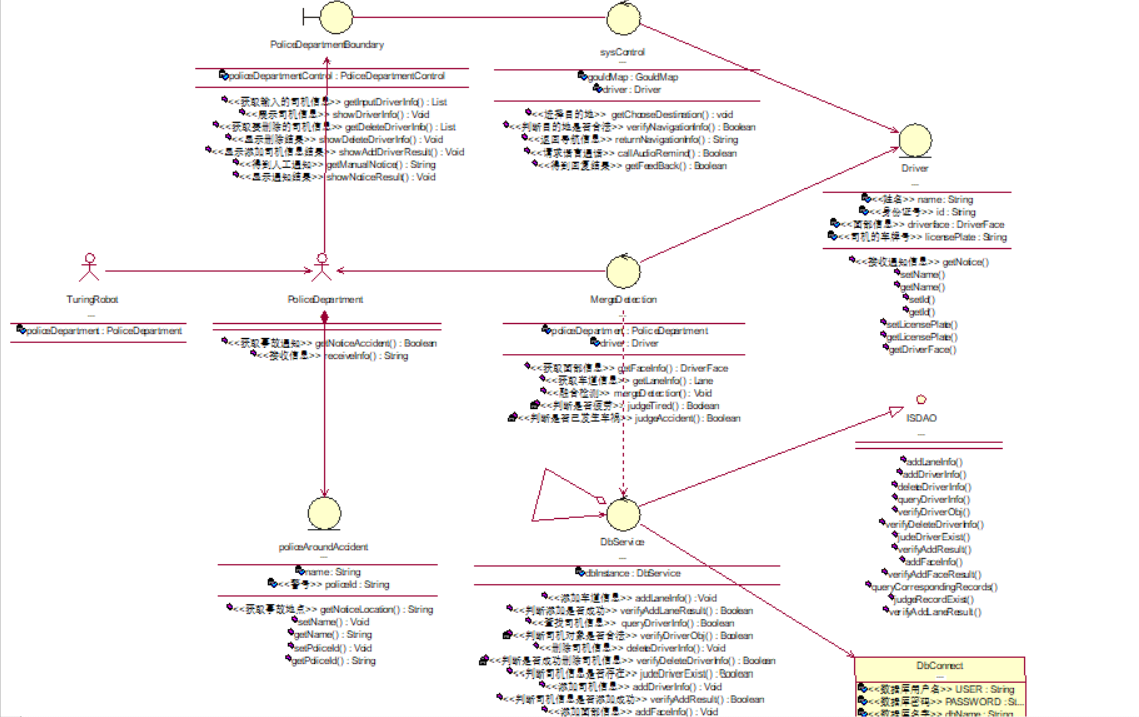 PoliceDepartmentBoundary
policeDepartmentControl : PoliceDepartmentControl
<<获取输入的司机信息>> getInputDriverInfo() : List
<<展示司机信息>> showDriverInfo() : Void
<<获取要删除的司机信息>> getDeleteDriverInfo() : List
<<显示删除结果>> showDeleteDriverInfo() : Void
<<显示添加司机信息结果>> showAddDriverResult() : Void
<<得到人工通知>> getManualNotice() : String
<<显示通知结果>> showNoticeResult() : Void
sysControl
gouldMap : GouldMap
driver : Driver
<<选择目的地>> getChooseDestination() : void
<<判断目的地是否合法>> verifyNavigationInfo() : Boolean
<<返回导航信息>> returnNavigationInfo() : String
<<请求语音通话>> callAudioRemind() : Boolean
<<得到回复结果>> getFeedBack() : Boolean
Driver
<<姓名>> name : String
<<身份证号>> id : String
<<面部信息>> driverface : DriverFace
<<司机的车牌号>> licensePlate : String
<<接收通知信息>> getNotice()
setName()
getName()
setId()
getId()
setLicensePlate()
getLicensePlate()
getDriverFace()
TuringRobot
policeDepartment : PoliceDepartment
PoliceDepartment
<<获取事故通知>> getNoticeAccident() : Boolean
<<接收信息>> receiveInfo() : String
MergeDetection
policeDepartment : PoliceDepartment
driver : Driver
<<获取面部信息>> getFaceInfo() : DriverFace
<<获取车道信息>> getLaneInfo() : Lane
<<融合检测>> mergeDetection() : Void
<<判断是否疲劳>> judgeTired() : Boolean
<<判断是否已发生车祸>> judgeAccident() : Boolean
ISDAO
addLaneInfo()
addDriverInfo()
deleteDriverInfo()
queryDriverInfo()
verifyDriverObj()
verifyDeleteDriverInfo()
judeDriverExist()
verifyAddResult()
addFaceInfo()
verifyAddFaceResult()
queryCorrespondingRecords()
judgeRecordExist()
verifyAddLaneResult()
policeAroundAccident
name : String
<<警号>> policeId : String
<<获取事故地点>> getNoticeLocation() : String
setName() : Void
getName() : String
setPoliceId() : Void
getPoliceId() : String
DbService
dbInstance : DbService
<<添加车道信息>> addLaneInfo() : Void
<<判断添加是否成功>> verifyAddLaneResult() : Boolean
<<查找司机信息>> queryDriverInfo() : Boolean
<<判断司机对象是否合法>> verifyDriverObj() : Boolean
<<删除司机信息>> deleteDriverInfo() : Void
<<判断是否成功删除司机信息>> verifyDeleteDriverInfo() : Boolean
<<判断司机信息是否存在>> judeDriverExist() : Boolean
<<添加司机信息>> addDriverInfo() : Void
<<判断司机信息是否添加成功>> verifyAddResult() : Boolean
<<添加面部信息>> addFaceInfo() : Void
DbConnect
<<数据库用户名>> USER : String
<<数据库密码>> PASSWORD : St...
<<数据库名字>> dbName : String